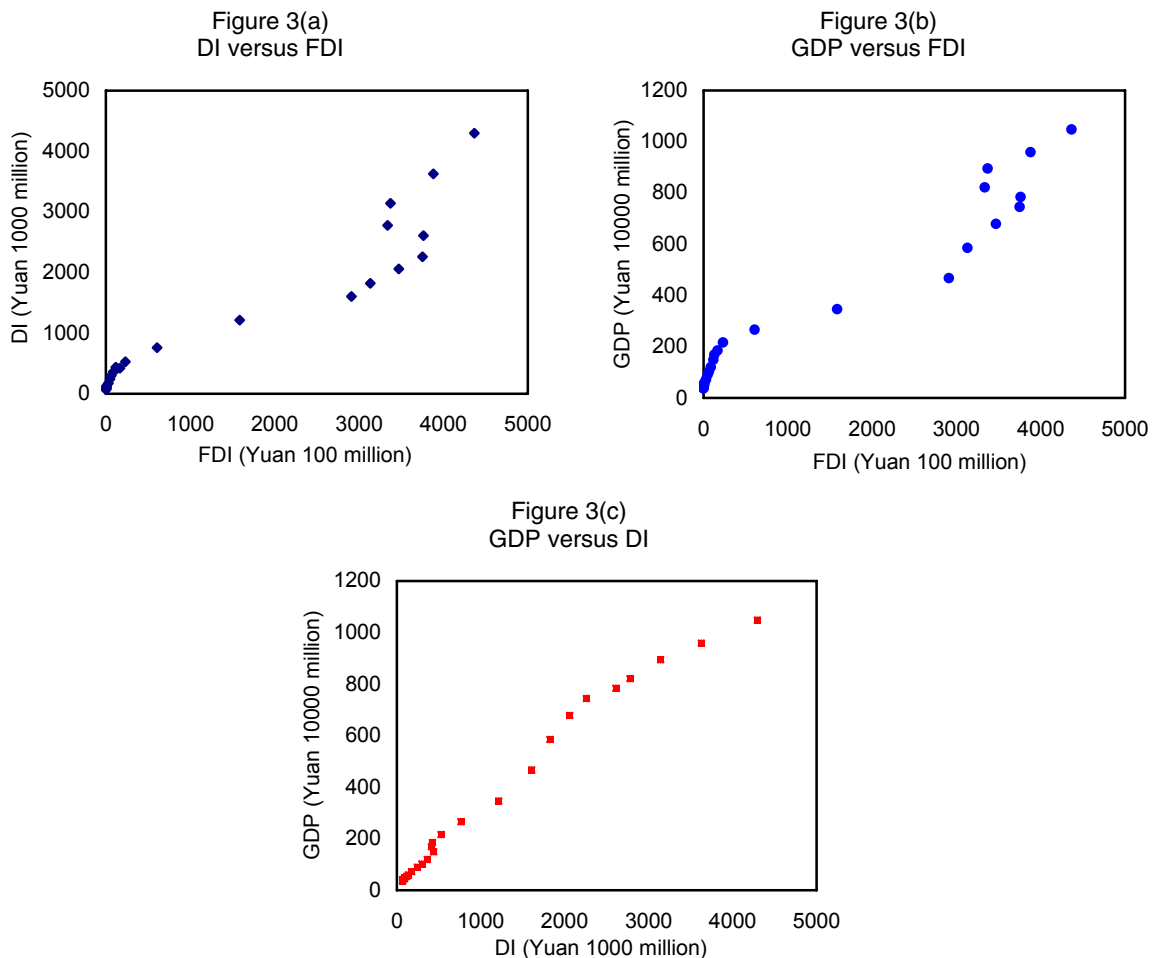 Figure 3(a)
DI versus FDI
5000
4000
3000
2000
1000
0
DI (Yuan 1000 million)
0 1000 2000 3000 4000 5000
FDI (Yuan 100 million)
Figure 3(b)
GDP versus FDI
1200
1000
800
600
400
200
0
GDP (Yuan 10000 million)
0 1000 2000 3000 4000 5000
FDI (Yuan 100 million)
Figure 3(c)
GDP versus DI
1200
1000
800
600
400
200
0
GDP (Yuan 10000 million)
0 1000 2000 3000 4000 5000
DI (Yuan 1000 million)